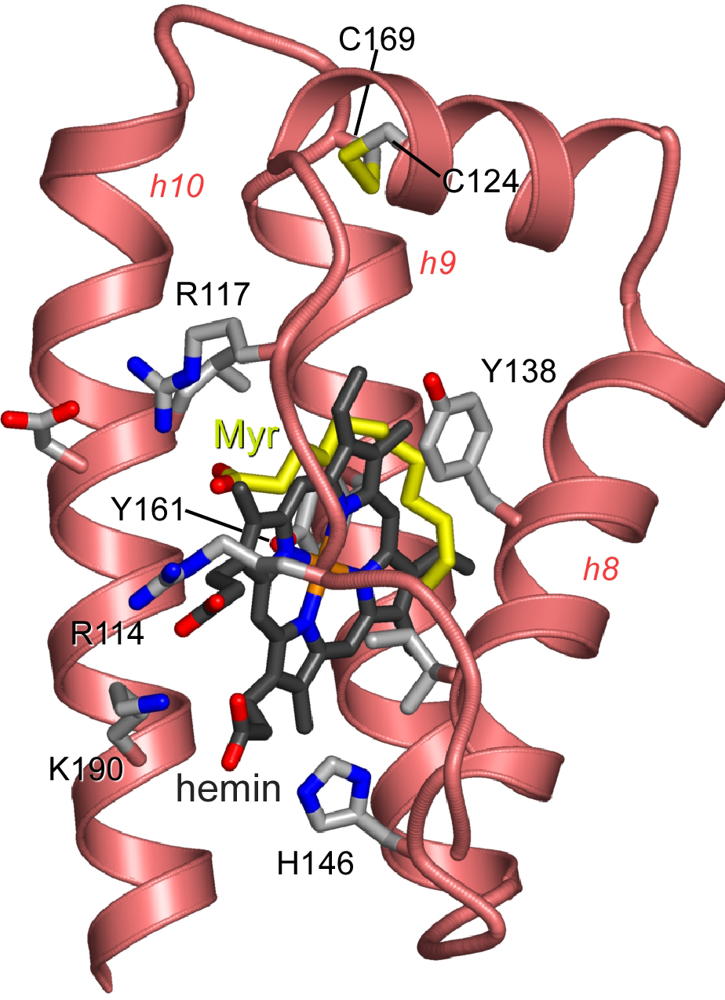 C169
C124
h10
h9
R117
Y138
Myr
Y161
h8
R114
K190
hemin
H146